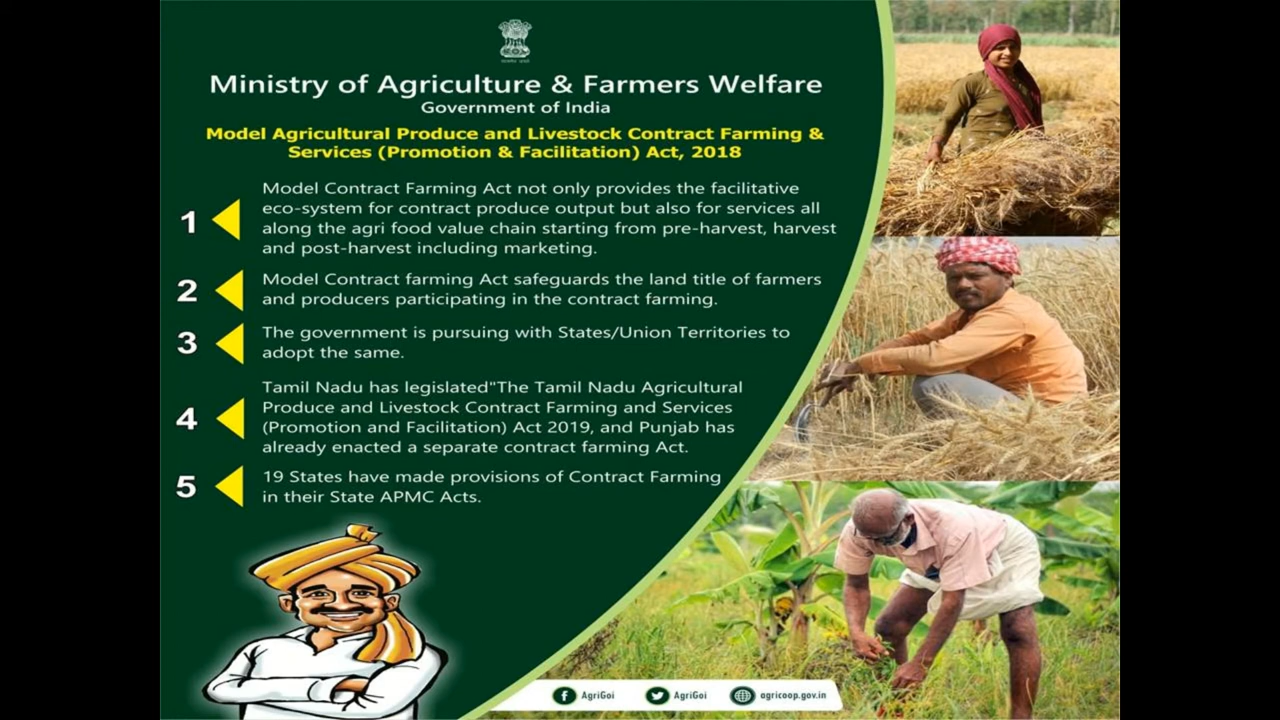 Ministry of Agriculture & Farmers Welfare
Government of India
Model Agricultural Produce and Livestock Contract Farming &
Services (Promotion & Facilitation) Act, 2018
1
Model Contract Farming Act not only provides the facilitative
eco-system for contract produce output but also for services all
along the agri food value chain starting from pre-harvest, harvest
and post-harvest including marketing.
2
Model Contract farming Act safeguards the land title of farmers
and producers participating in the contract farming.
3
The government is pursuing with States/Union Territories to
adopt the same.
4
Tamil Nadu has legislated"The Tamil Nadu Agricultural
Produce and Livestock Contract Farming and Services
(Promotion and Facilitation) Act 2019, and Punjab has
already enacted a separate contract farming Act.
5
19 States have made provisions of Contract Farming
in their State APMC Acts.
AgriGoi AgriGoi agricoop.gov.in